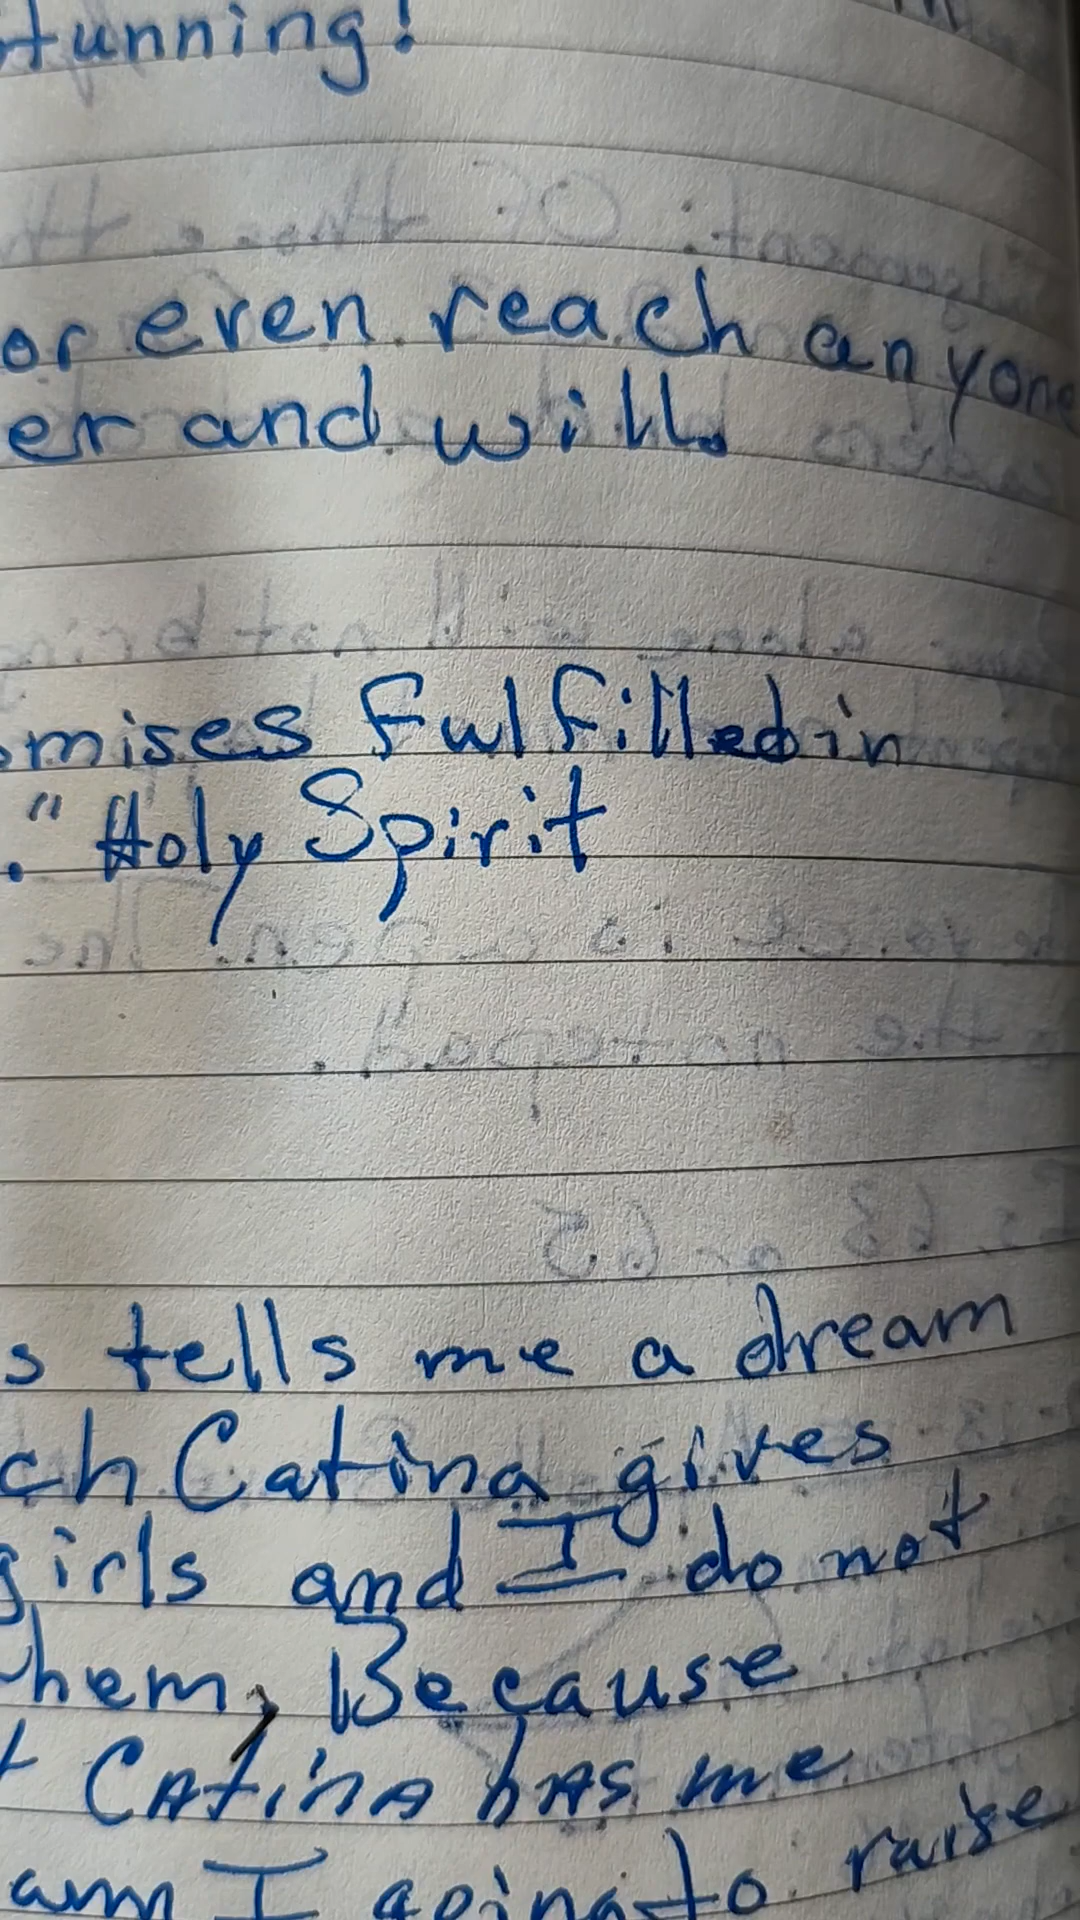 tunning!
or even reach anyone
er and will.
omises fulfilled in
." Holy Spirit
s tells me a dream
ch Catina gives
girls and I do not
hem, Because
t CAtinA hAS me
am I going to raise